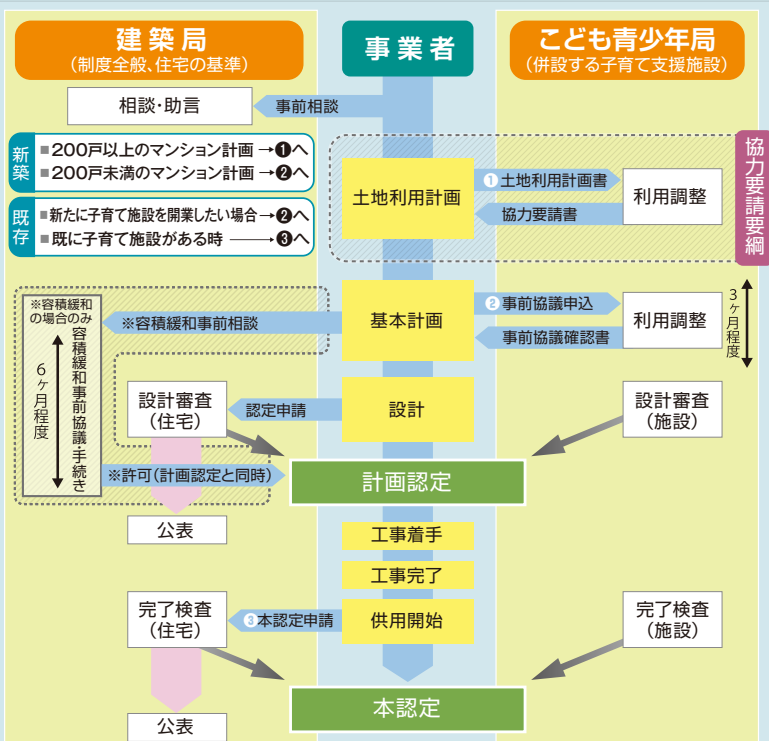 建築局
(制度全般、住宅の基準)
事業者
こども青少年局
(併設する子育て支援施設)
相談・助言
事前相談
新築
■200戸以上のマンション計画→❶へ
■200戸未満のマンション計画→❷へ
既存
■新たに子育て施設を開業したい場合→❷へ
■既に子育て施設がある時→❸へ
土地利用計画
①土地利用計画書
協力要請書
利用調整
協力要請要綱
※容積緩和
の場合のみ
容積緩和事前協議・手続き
6ヶ月程度
※容積緩和事前相談
基本計画
②事前協議申込
事前協議確認書
利用調整
3ヶ月程度
設計審査
(住宅)
認定申請
設計
設計審査
(施設)
※許可(計画認定と同時)
計画認定
公表
工事着手
工事完了
完了検査
(住宅)
③本認定申請
供用開始
完了検査
(施設)
本認定
公表